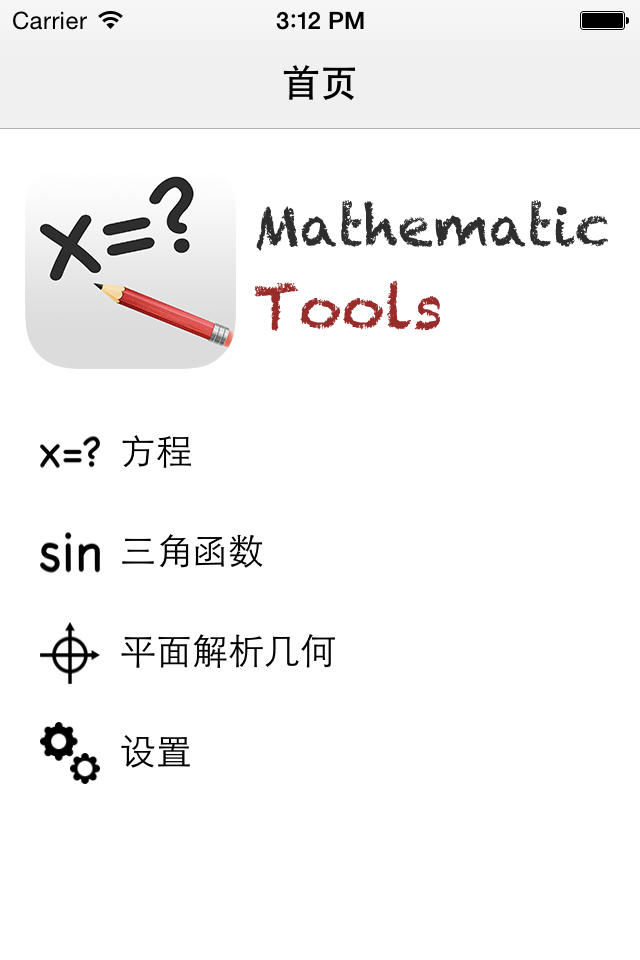 Carrier 3:12 PM
首页
x=?
Mathematic
Tools
x=? 方程
sin 三角函数
平面解析几何
设置